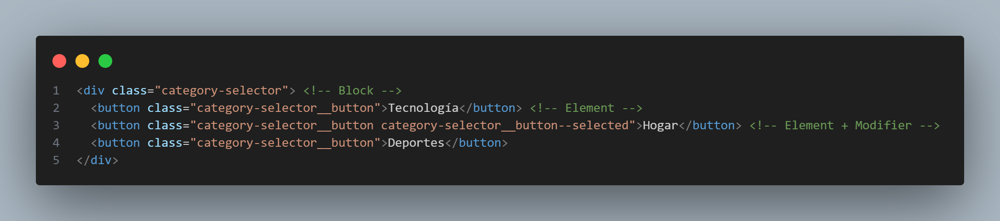 1 <div class="category-selector"> <!-- Block -->
2   <button class="category-selector__button">Tecnología</button> <!-- Element -->
3   <button class="category-selector__button category-selector__button--selected">Hogar</button> <!-- Element + Modifier -->
4   <button class="category-selector__button">Deportes</button>
5 </div>